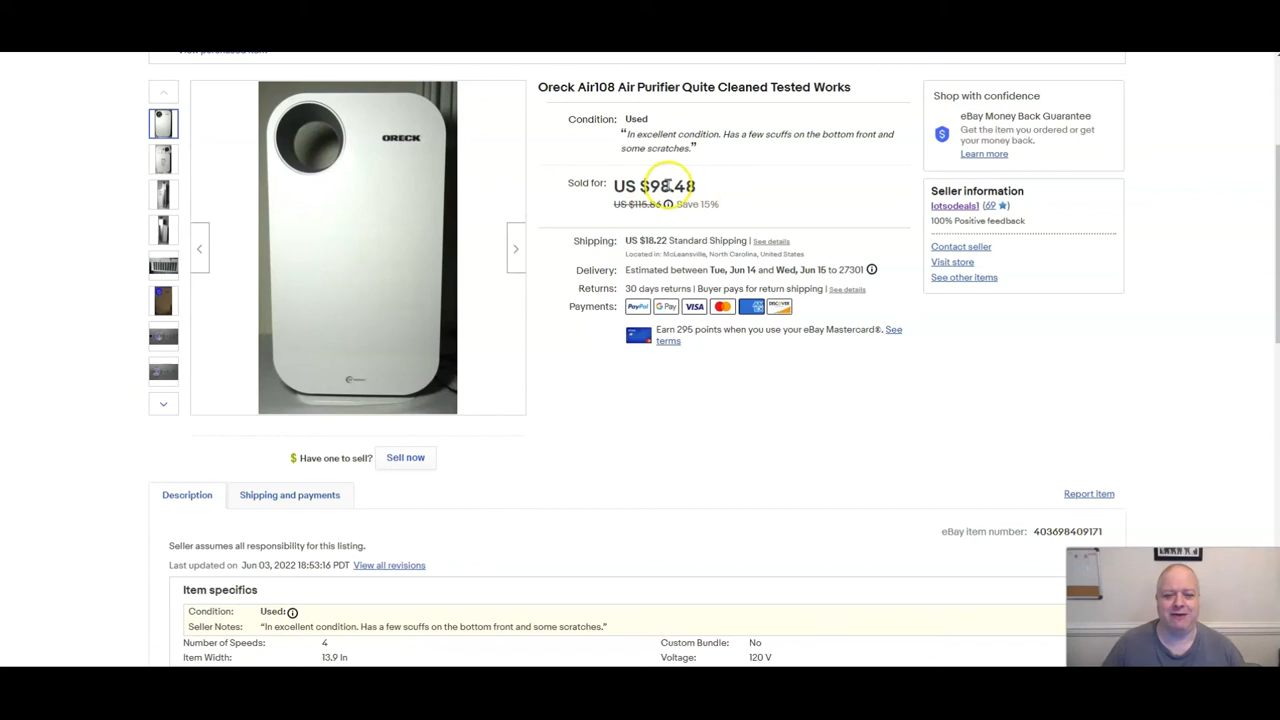 Oreck Air108 Air Purifier Quite Cleaned Tested Works
Condition: Used
“In excellent condition. Has a few scuffs on the bottom front and
some scratches.”
Sold for: US $98.48
US $115.86 Save 15%
Shipping: US $18.22 Standard Shipping | See details
Located in: McLeansville, North Carolina, United States
Delivery: Estimated between Tue, Jun 14 and Wed, Jun 15 to 27301
Returns: 30 days returns | Buyer pays for return shipping | See details
Payments: PayPal G Pay VISA DISCOVER
Earn 295 points when you use your eBay Mastercard®. See
terms
Shop with confidence
eBay Money Back Guarantee
Get the item you ordered or get
your money back.
Learn more
Seller information
lotsodeals1 (69)
100% Positive feedback
Contact seller
Visit store
See other items
ORECK
$ Have one to sell? Sell now
Description
Shipping and payments
Report item
eBay item number: 403698409171
Seller assumes all responsibility for this listing.
Last updated on Jun 03, 2022 18:53:16 PDT View all revisions
Item specifics
Condition: Used:
Seller Notes: “In excellent condition. Has a few scuffs on the bottom front and some scratches.”
Number of Speeds: 4 Custom Bundle: No
Item Width: 13.9 In Voltage: 120 V